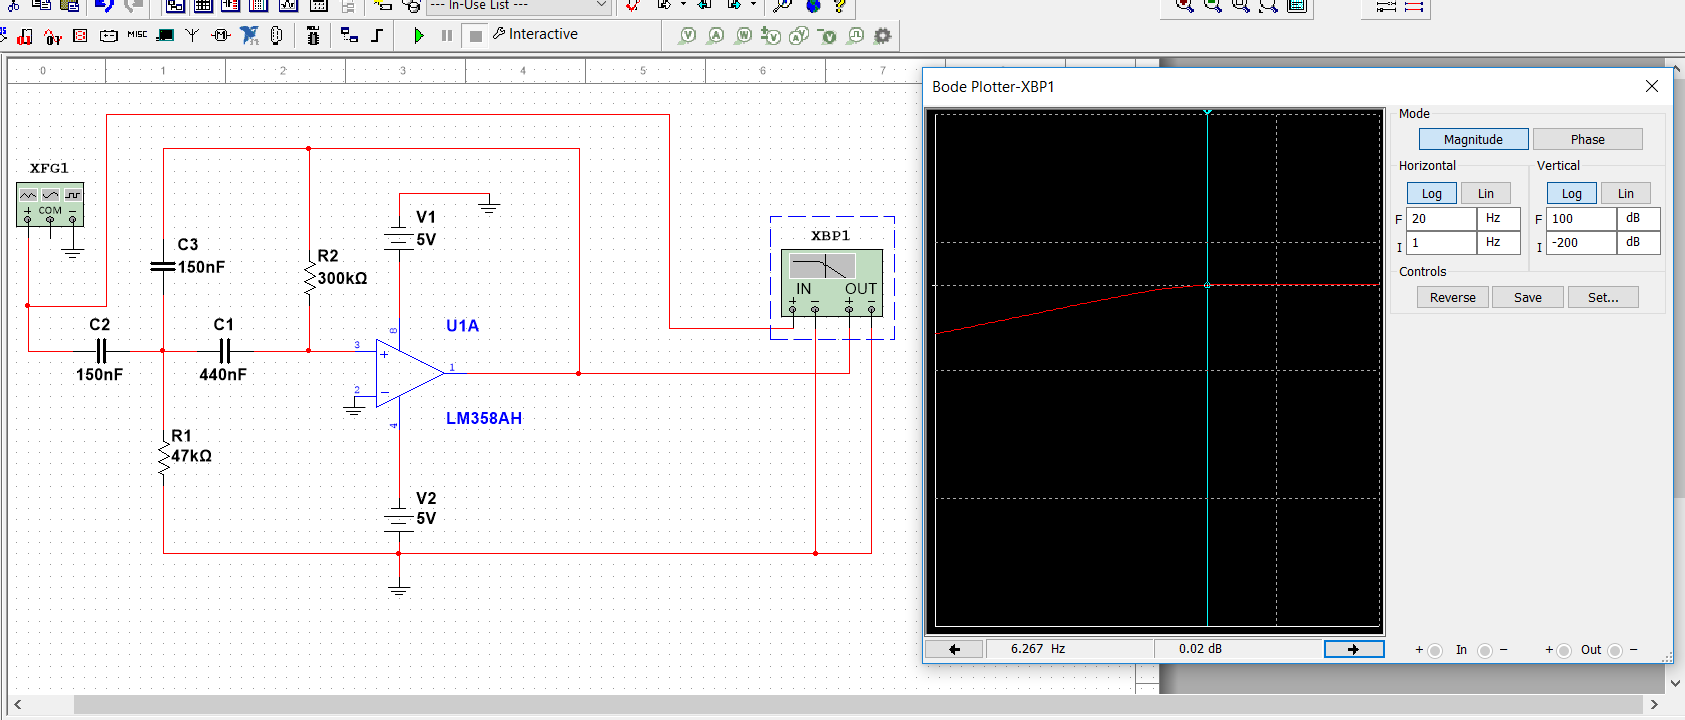 --- In-Use List ---
MISC
Interactive
V
A
W
V
A
V
0
1
2
3
4
5
6
7
XFG1
COM
C3
150nF
R2
300kΩ
V1
5V
XBP1
IN
OUT
C2
150nF
C1
440nF
U1A
8
3
1
2
4
LM358AH
R1
47kΩ
V2
5V
Bode Plotter-XBP1
Mode
Magnitude
Phase
Horizontal
Vertical
Log
Lin
Log
Lin
F
20
Hz
F
100
dB
I
1
Hz
I
-200
dB
Controls
Reverse
Save
Set...
6.267 Hz
0.02 dB
+ In −
+ Out −